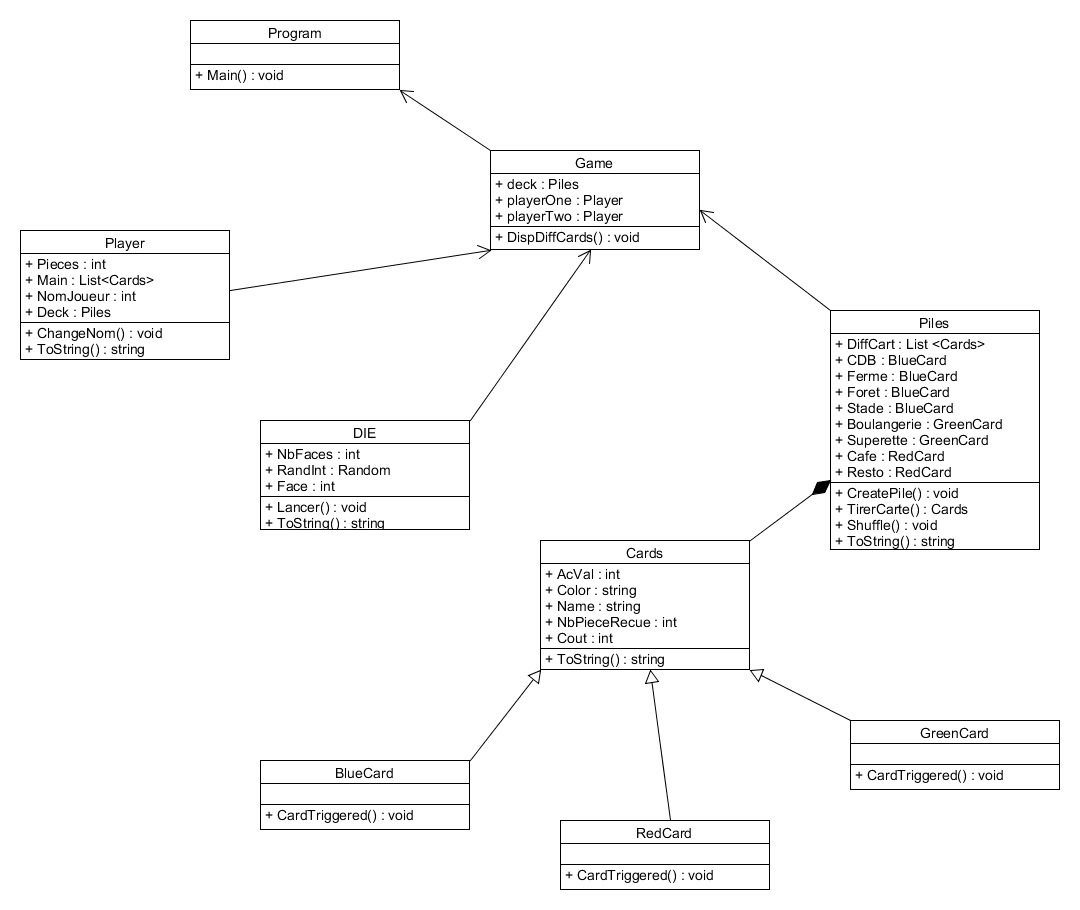 Program
+ Main() : void
Game
+ deck : Piles
+ playerOne : Player
+ playerTwo : Player
+ DispDiffCards() : void
Player
+ Pieces : int
+ Main : List<Cards>
+ NomJoueur : int
+ Deck : Piles
+ ChangeNom() : void
+ ToString() : string
Piles
+ DiffCart : List <Cards>
+ CDB : BlueCard
+ Ferme : BlueCard
+ Foret : BlueCard
+ Stade : BlueCard
+ Boulangerie : GreenCard
+ Superette : GreenCard
+ Cafe : RedCard
+ Resto : RedCard
+ CreatePile() : void
+ TirerCarte() : Cards
+ Shuffle() : void
+ ToString() : string
DIE
+ NbFaces : int
+ RandInt : Random
+ Face : int
+ Lancer() : void
+ ToString() : string
Cards
+ AcVal : int
+ Color : string
+ Name : string
+ NbPieceRecue : int
+ Cout : int
+ ToString() : string
GreenCard
+ CardTriggered() : void
BlueCard
+ CardTriggered() : void
RedCard
+ CardTriggered() : void